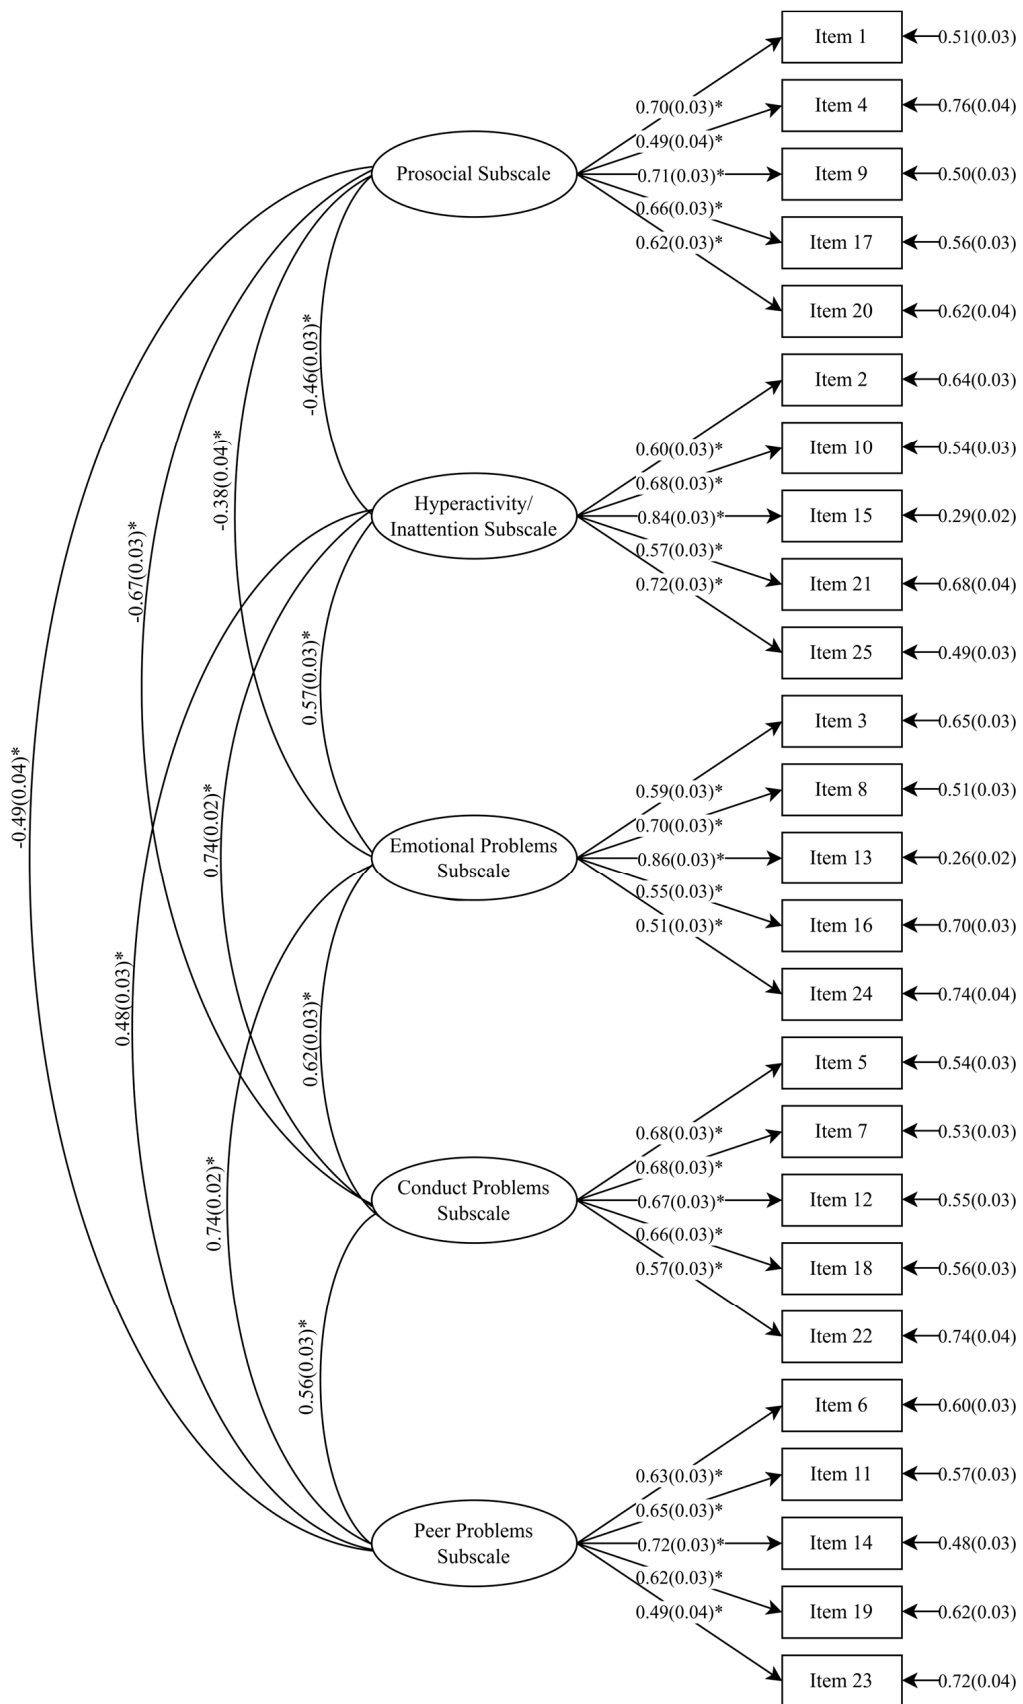 Item 1
0.51(0.03)
0.70(0.03)*
Item 4
0.76(0.04)
0.49(0.04)*
Prosocial Subscale
0.71(0.03)*
Item 9
0.50(0.03)
0.66(0.03)*
Item 17
0.56(0.03)
0.62(0.03)*
Item 20
0.62(0.04)
-0.46(0.03)*
-0.38(0.04)*
-0.67(0.03)*
-0.49(0.04)*
Item 2
0.64(0.03)
0.60(0.03)*
Item 10
0.54(0.03)
0.68(0.03)*
Hyperactivity/
Inattention Subscale
0.84(0.03)*
Item 15
0.29(0.02)
0.57(0.03)*
Item 21
0.68(0.04)
0.72(0.03)*
Item 25
0.49(0.03)
0.57(0.03)*
0.74(0.02)*
0.48(0.03)*
Item 3
0.65(0.03)
0.59(0.03)*
Item 8
0.51(0.03)
0.70(0.03)*
Emotional Problems
Subscale
0.86(0.03)*
Item 13
0.26(0.02)
0.55(0.03)*
Item 16
0.70(0.03)
0.51(0.03)*
Item 24
0.74(0.04)
0.62(0.03)*
0.74(0.02)*
Item 5
0.54(0.03)
0.68(0.03)*
Item 7
0.53(0.03)
0.68(0.03)*
Conduct Problems
Subscale
0.67(0.03)*
Item 12
0.55(0.03)
0.66(0.03)*
Item 18
0.56(0.03)
0.57(0.03)*
Item 22
0.74(0.04)
0.56(0.03)*
Item 6
0.60(0.03)
0.63(0.03)*
Item 11
0.57(0.03)
0.65(0.03)*
Peer Problems
Subscale
0.72(0.03)*
Item 14
0.48(0.03)
0.62(0.03)*
Item 19
0.62(0.03)
0.49(0.04)*
Item 23
0.72(0.04)